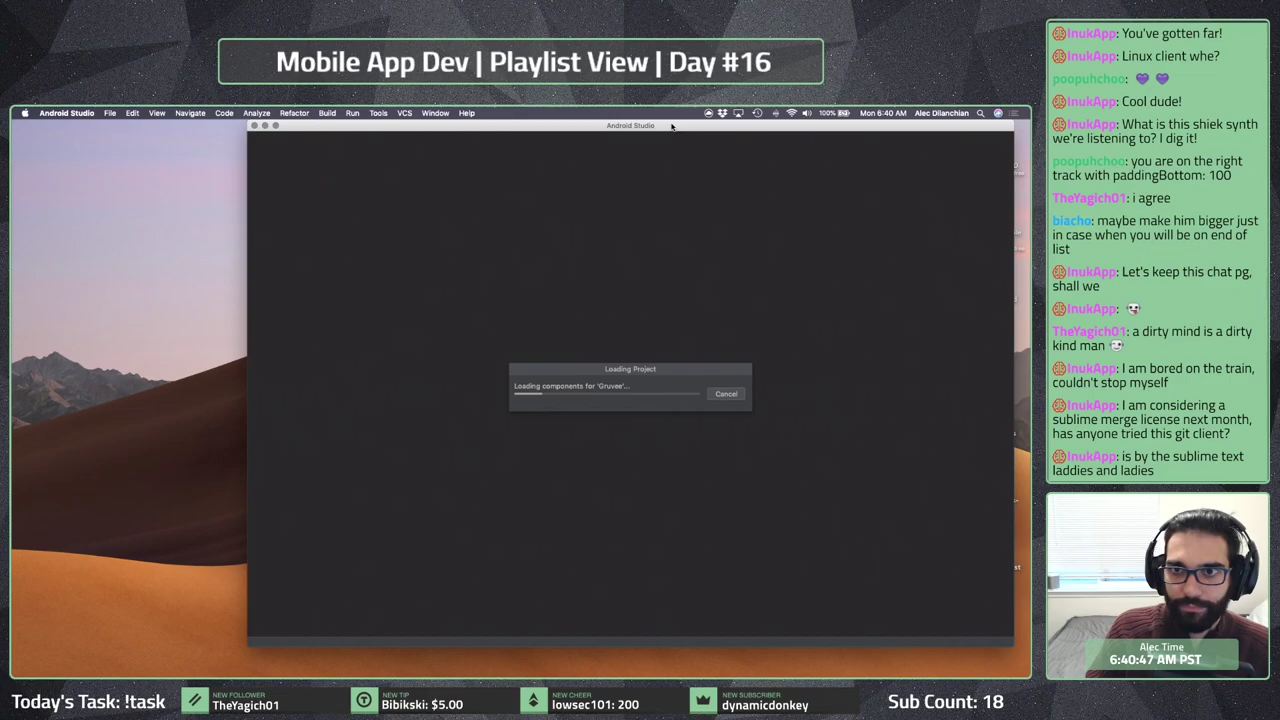 Mobile App Dev | Playlist View | Day #16
Android Studio File Edit View Navigate Code Analyze Refactor Build Run Tools VCS Window Help
100% Mon 6:40 AM Alec Dilanchian
Android Studio
Loading Project
Loading components for 'Gruvee'...
Cancel
InukApp: You've gotten far!
InukApp: Linux client whe?
poopuhchoo: 💜 💜
InukApp: Cool dude!
InukApp: What is this shiek synth
we're listening to? I dig it!
poopuhchoo: you are on the right
track with paddingBottom: 100
TheYagich01: i agree
biacho: maybe make him bigger just
in case when you will be on end of
list
InukApp: Let's keep this chat pg,
shall we
InukApp:
TheYagich01: a dirty mind is a dirty
kind man
InukApp: I am bored on the train,
couldn't stop myself
InukApp: I am considering a
sublime merge license next month,
has anyone tried this git client?
InukApp: is by the sublime text
laddies and ladies
Alec Time
6:40:47 AM PST
Today's Task: !task
NEW FOLLOWER
TheYagich01
NEW TIP
Bibikski: $5.00
NEW CHEER
lowsec101: 200
NEW SUBSCRIBER
dynamicdonkey
Sub Count: 18